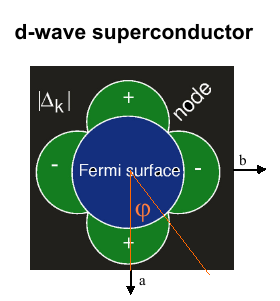 d-wave superconductor
|Δk|
+
node
-
Fermi surface
-
b
φ
+
a